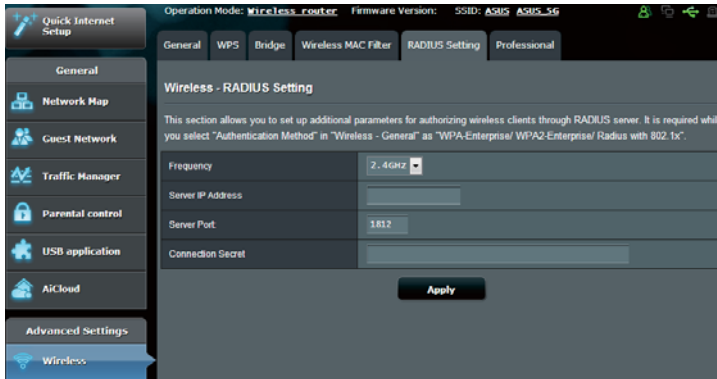 Operation Mode: Wireless router Firmware Version: SSID: ASUS ASUS_5G
Quick Internet
Setup
General WPS Bridge Wireless MAC Filter RADIUS Setting Professional
General
Network Map
Guest Network
Traffic Manager
Parental control
USB application
AiCloud
Advanced Settings
Wireless
Wireless - RADIUS Setting
This section allows you to set up additional parameters for authorizing wireless clients through RADIUS server. It is required whil
you select "Authentication Method" in "Wireless - General" as "WPA-Enterprise/ WPA2-Enterprise/ Radius with 802.1x".
Frequency 2.4GHz
Server IP Address
Server Port 1812
Connection Secret
Apply